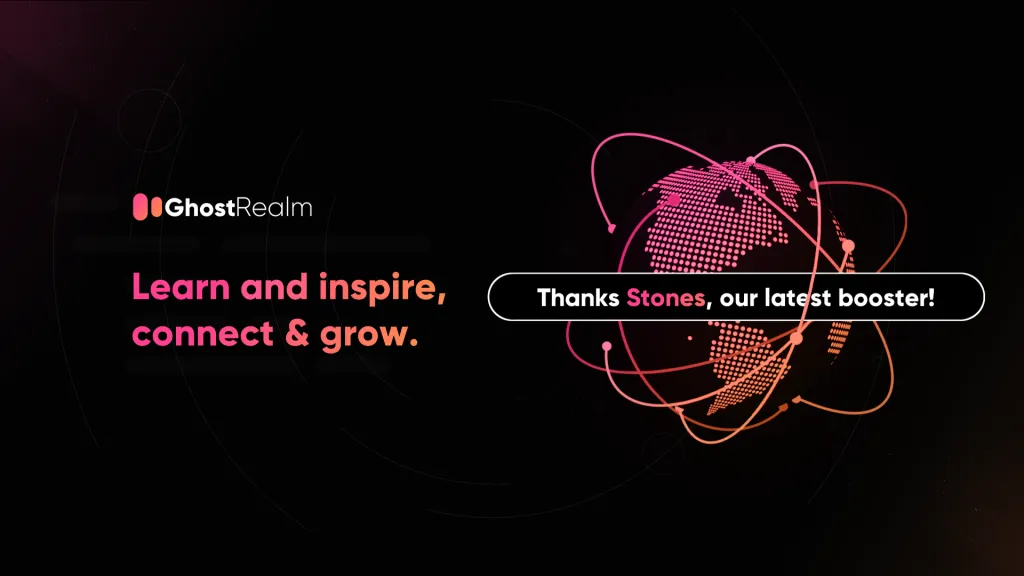 GhostRealm
Learn and inspire,
connect & grow.
Thanks Stones, our latest booster!